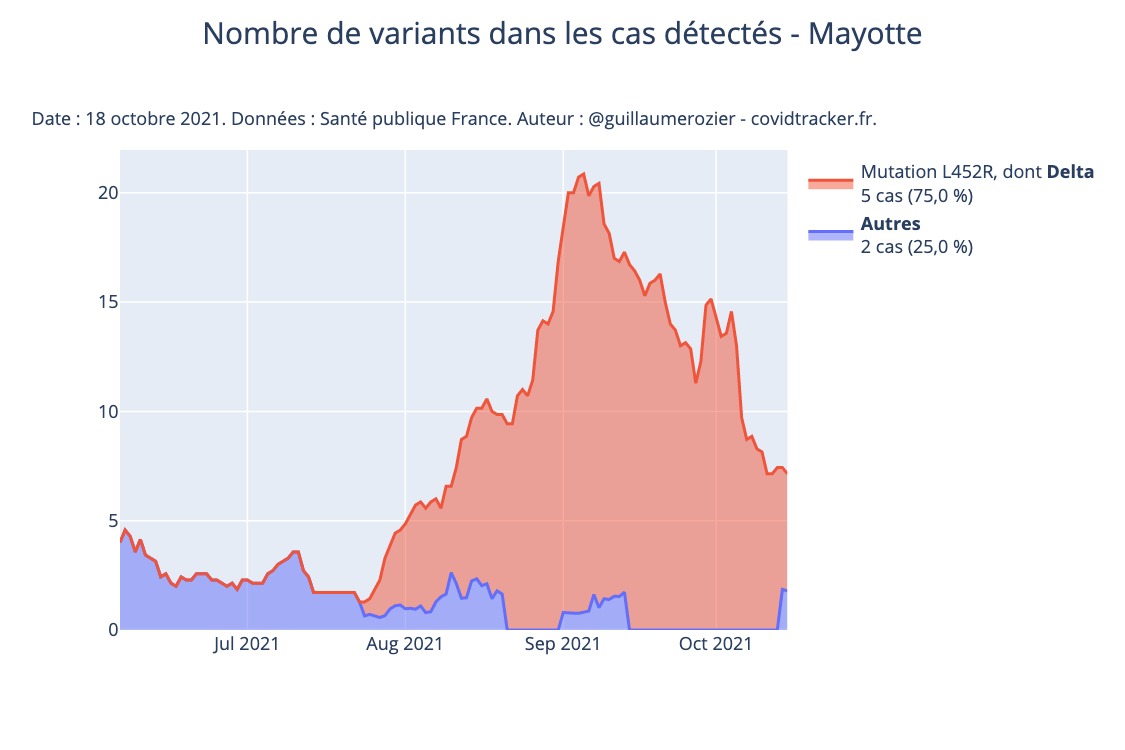 Nombre de variants dans les cas détectés - Mayotte
Date : 18 octobre 2021. Données : Santé publique France. Auteur : @guillaumerozier - covidtracker.fr.
Mutation L452R, dont Delta
5 cas (75,0 %)
Autres
2 cas (25,0 %)
20
15
10
5
0
Jul 2021
Aug 2021
Sep 2021
Oct 2021